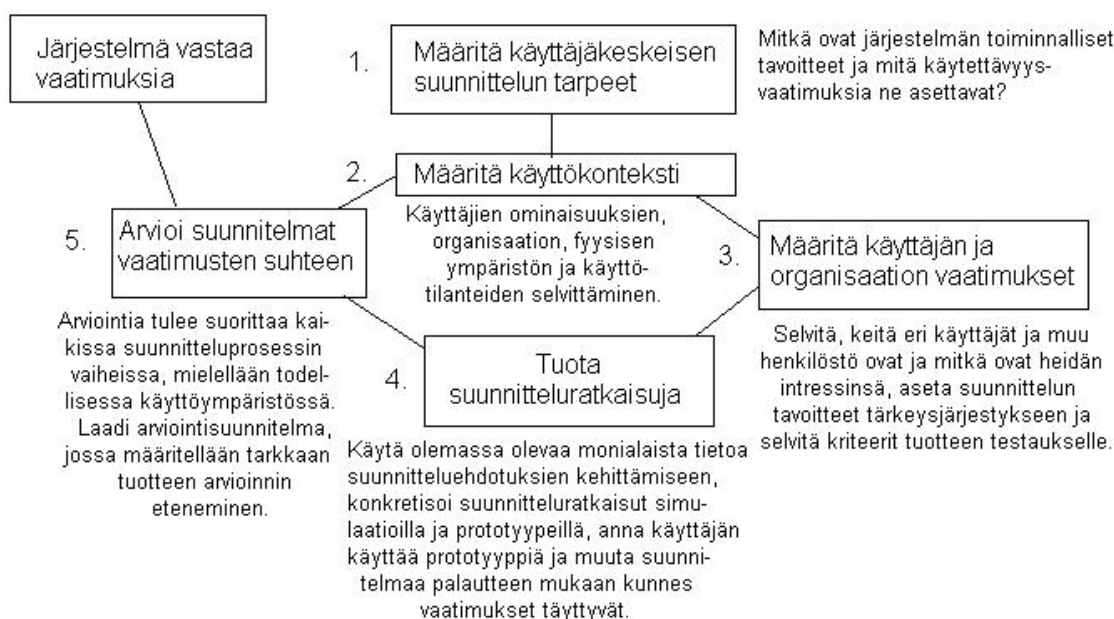 Järjestelmä vastaa
vaatimuksia
1.
Määritä käyttäjäkeskeisen
suunnittelun tarpeet
Mitkä ovat järjestelmän toiminnalliset
tavoitteet ja mitä käytettävyys-
vaatimuksia ne asettavat?
2.
Määritä käyttökonteksti
Käyttäjien ominaisuuksien,
organisaation, fyysisen
ympäristön ja käyttö-
tilanteiden selvittäminen.
3.
Määritä käyttäjän ja
organisaation vaatimukset
Selvitä, keitä eri käyttäjät ja muu
henkilöstö ovat ja mitkä ovat heidän
intressinsä, aseta suunnittelun
tavoitteet tärkeysjärjestykseen ja
selvitä kriteerit tuotteen testaukselle.
4.
Tuota
suunnitteluratkaisuja
Käytä olemassa olevaa monialaista tietoa
suunnitteluehdotuksien kehittämiseen,
konkretisoi suunnitteluratkaisut simu-
laatioilla ja prototyypeillä, anna käyttäjän
käyttää prototyyppiä ja muuta suunni-
telmaa palautteen mukaan kunnes
vaatimukset täyttyvät.
5.
Arvioi suunnitelmat
vaatimusten suhteen
Arviointia tulee suorittaa kai-
kissa suunnitteluprosessin
vaiheissa, mielellään todel-
lisessa käyttöympäristössä.
Laadi arviointisuunnitelma,
jossa määritellään tarkkaan
tuotteen arvioinnin
eteneminen.